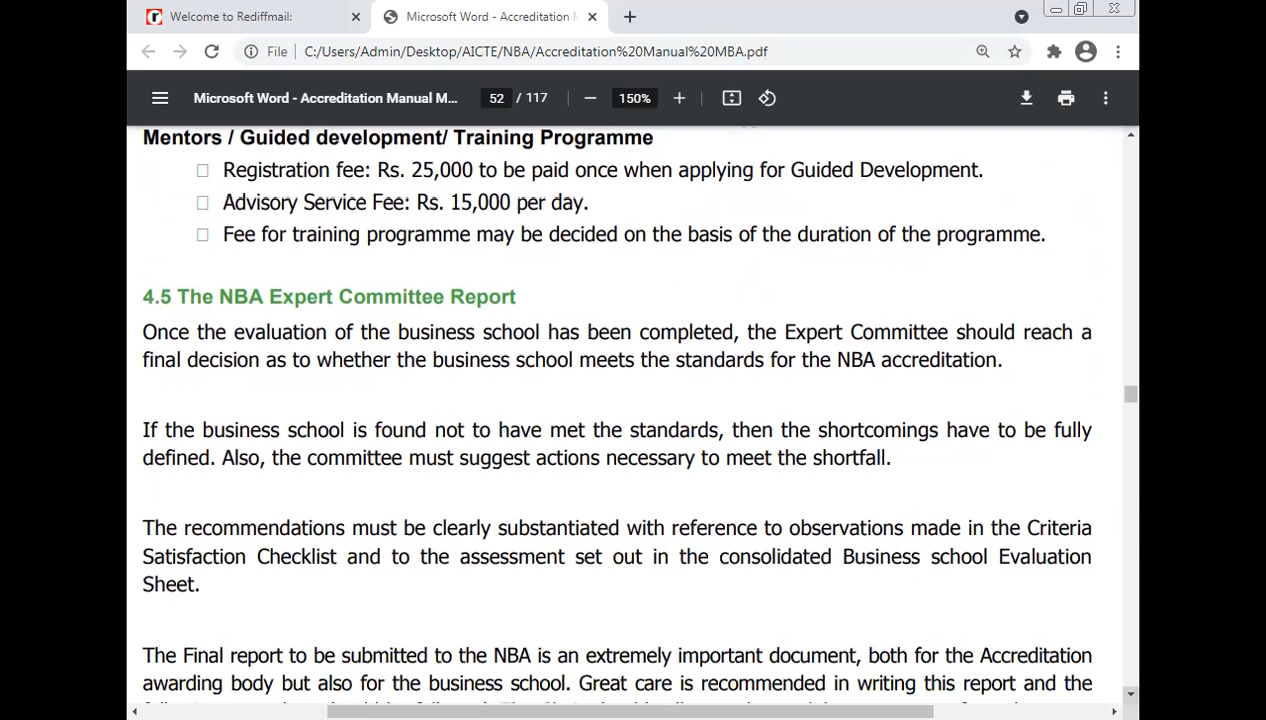 Welcome to Rediffmail:
Microsoft Word - Accreditation M
File
C:/Users/Admin/Desktop/AICTE/NBA/Accreditation%20Manual%20MBA.pdf
Microsoft Word - Accreditation Manual M...
52 / 117
150%
Mentors / Guided development/ Training Programme
Registration fee: Rs. 25,000 to be paid once when applying for Guided Development.
Advisory Service Fee: Rs. 15,000 per day.
Fee for training programme may be decided on the basis of the duration of the programme.
4.5 The NBA Expert Committee Report
Once the evaluation of the business school has been completed, the Expert Committee should reach a
final decision as to whether the business school meets the standards for the NBA accreditation.
If the business school is found not to have met the standards, then the shortcomings have to be fully
defined. Also, the committee must suggest actions necessary to meet the shortfall.
The recommendations must be clearly substantiated with reference to observations made in the Criteria
Satisfaction Checklist and to the assessment set out in the consolidated Business school Evaluation
Sheet.
The Final report to be submitted to the NBA is an extremely important document, both for the Accreditation
awarding body but also for the business school. Great care is recommended in writing this report and the